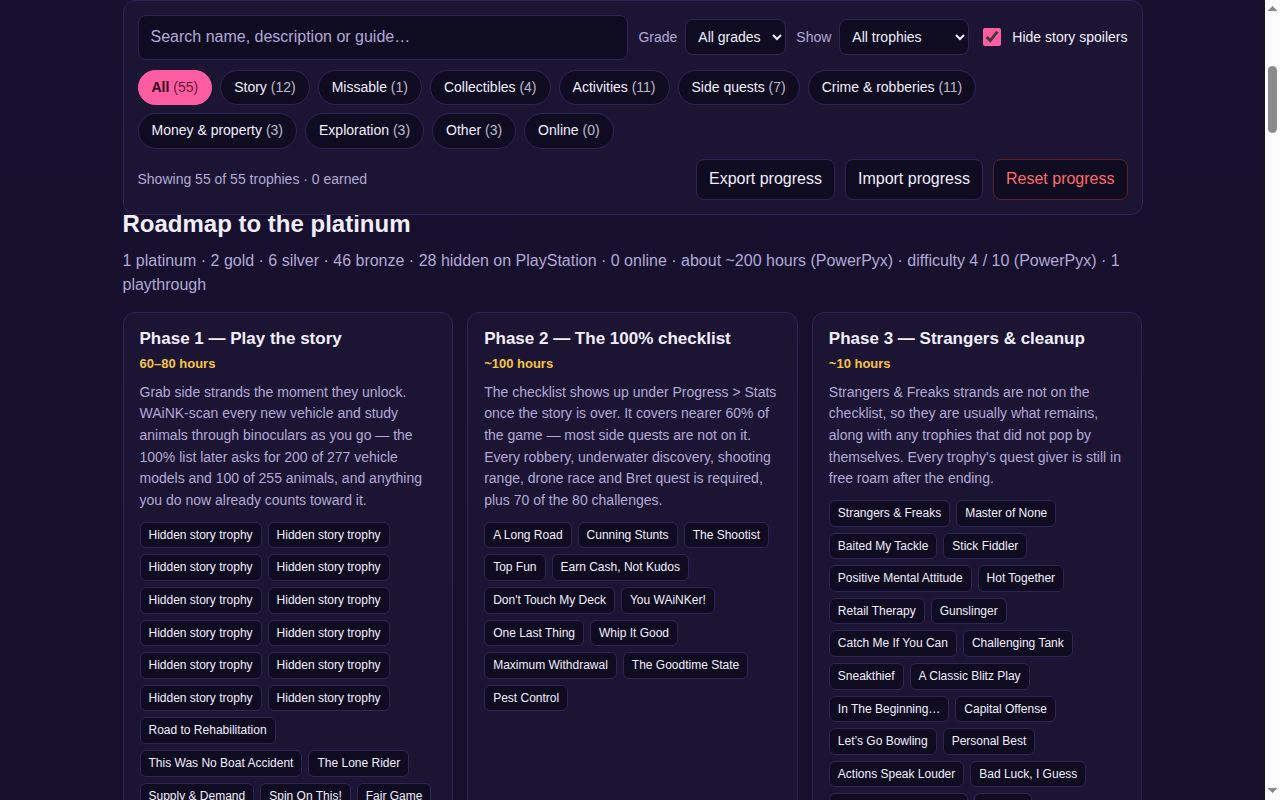 Search name, description or guide…
Grade
All grades
Show
All trophies
Hide story spoilers
All (55)
Story (12)
Missable (1)
Collectibles (4)
Activities (11)
Side quests (7)
Crime & robberies (11)
Money & property (3)
Exploration (3)
Other (3)
Online (0)
Showing 55 of 55 trophies · 0 earned
Export progress
Import progress
Reset progress
Roadmap to the platinum
1 platinum · 2 gold · 6 silver · 46 bronze · 28 hidden on PlayStation · 0 online · about ~200 hours (PowerPyx) · difficulty 4 / 10 (PowerPyx) · 1
playthrough
Phase 1 — Play the story
60–80 hours
Grab side strands the moment they unlock.
WAiNK-scan every new vehicle and study
animals through binoculars as you go — the
100% list later asks for 200 of 277 vehicle
models and 100 of 255 animals, and anything
you do now already counts toward it.
Hidden story trophy
Hidden story trophy
Hidden story trophy
Hidden story trophy
Hidden story trophy
Hidden story trophy
Hidden story trophy
Hidden story trophy
Hidden story trophy
Hidden story trophy
Hidden story trophy
Hidden story trophy
Road to Rehabilitation
This Was No Boat Accident
The Lone Rider
Supply & Demand
Spin On This!
Fair Game
Phase 2 — The 100% checklist
~100 hours
The checklist shows up under Progress > Stats
once the story is over. It covers nearer 60% of
the game — most side quests are not on it.
Every robbery, underwater discovery, shooting
range, drone race and Bret quest is required,
plus 70 of the 80 challenges.
A Long Road
Cunning Stunts
The Shootist
Top Fun
Earn Cash, Not Kudos
Don't Touch My Deck
You WAiNKer!
One Last Thing
Whip It Good
Maximum Withdrawal
The Goodtime State
Pest Control
Phase 3 — Strangers & cleanup
~10 hours
Strangers & Freaks strands are not on the
checklist, so they are usually what remains,
along with any trophies that did not pop by
themselves. Every trophy's quest giver is still in
free roam after the ending.
Strangers & Freaks
Master of None
Baited My Tackle
Stick Fiddler
Positive Mental Attitude
Hot Together
Retail Therapy
Gunslinger
Catch Me If You Can
Challenging Tank
Sneakthief
A Classic Blitz Play
In The Beginning…
Capital Offense
Let's Go Bowling
Personal Best
Actions Speak Louder
Bad Luck, I Guess